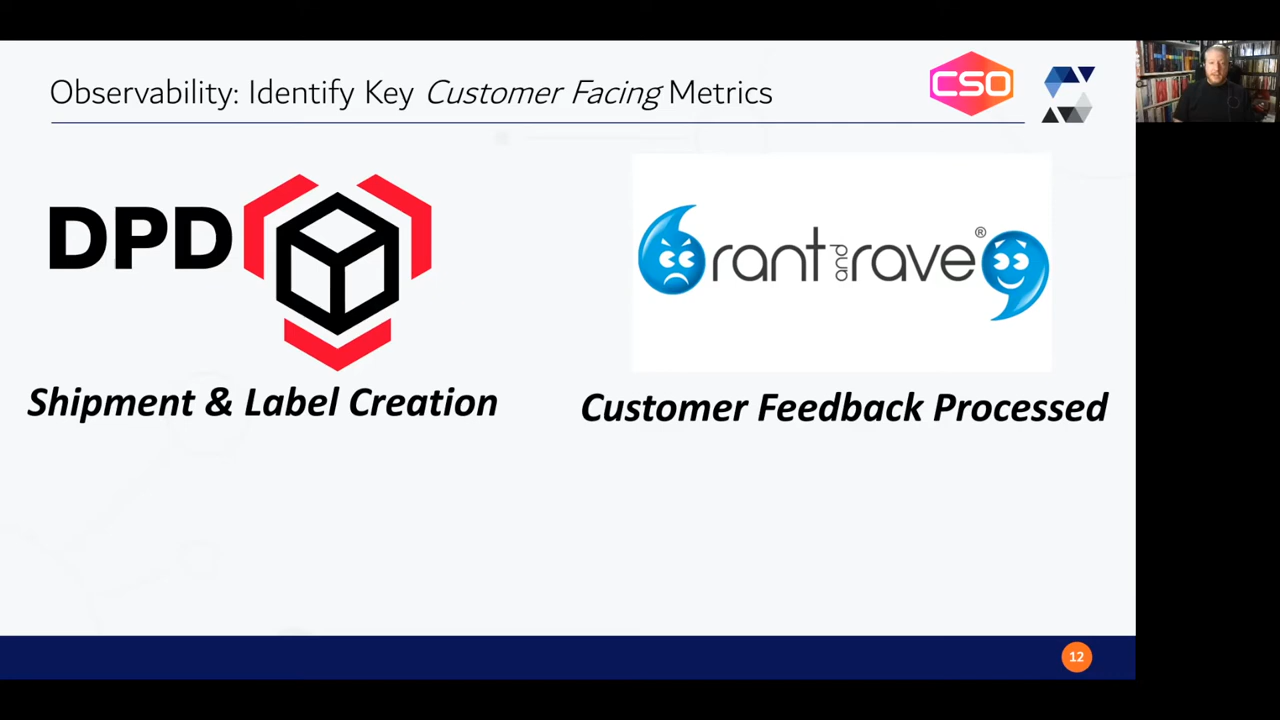 Observability: Identify Key Customer Facing Metrics
CSO
DPD
rant and rave®
Shipment & Label Creation
Customer Feedback Processed
12